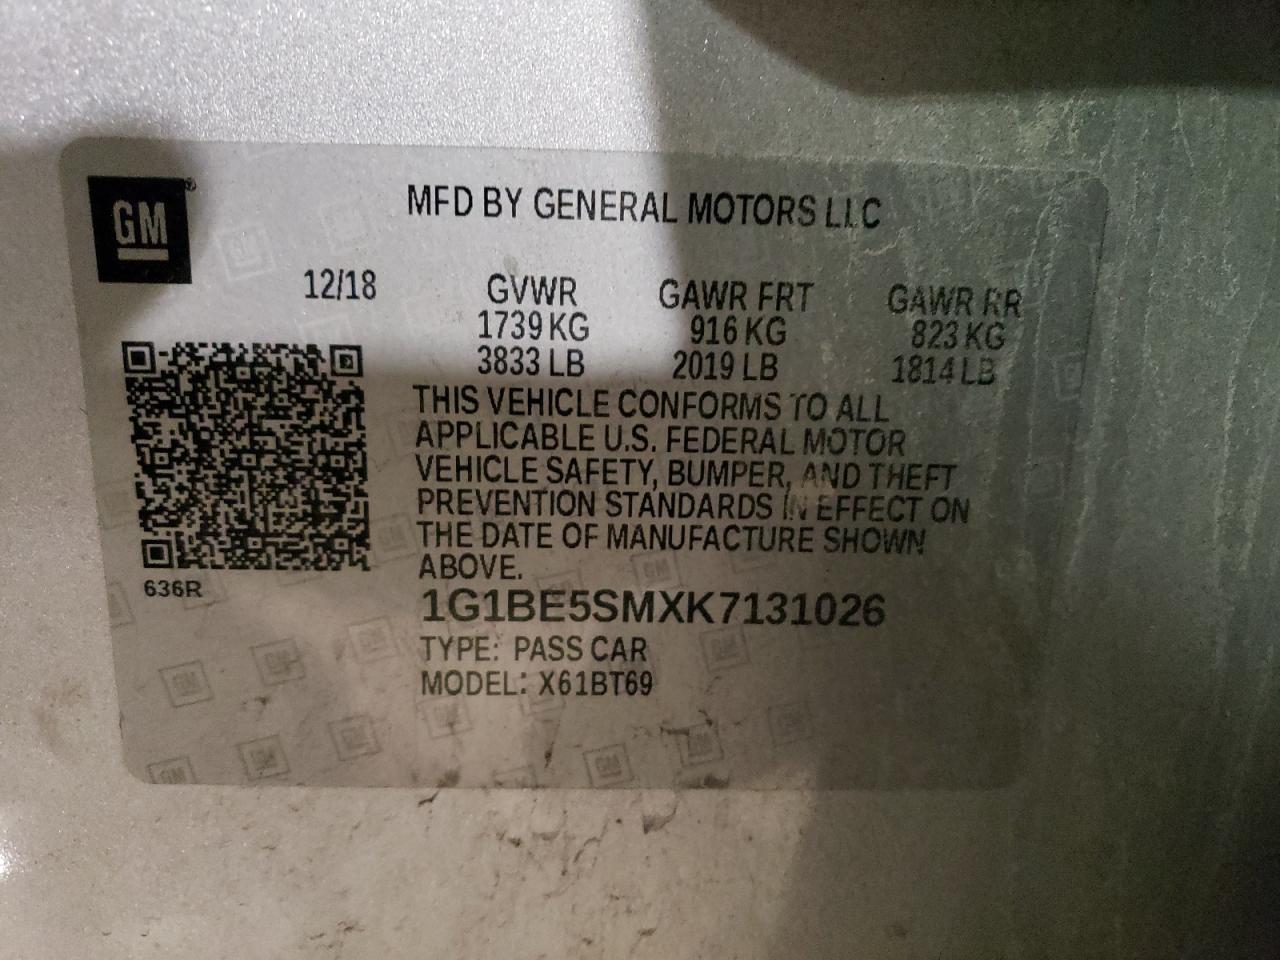 GM
MFD BY GENERAL MOTORS LLC
12/18 GVWR GAWR FRT GAWR RR
1739 KG 916 KG 823 KG
3833 LB 2019 LB 1814 LB
THIS VEHICLE CONFORMS TO ALL
APPLICABLE U.S. FEDERAL MOTOR
VEHICLE SAFETY, BUMPER, AND THEFT
PREVENTION STANDARDS IN EFFECT ON
THE DATE OF MANUFACTURE SHOWN
ABOVE.
636R
1G1BE5SMXK7131026
TYPE: PASS CAR
MODEL: X61BT69